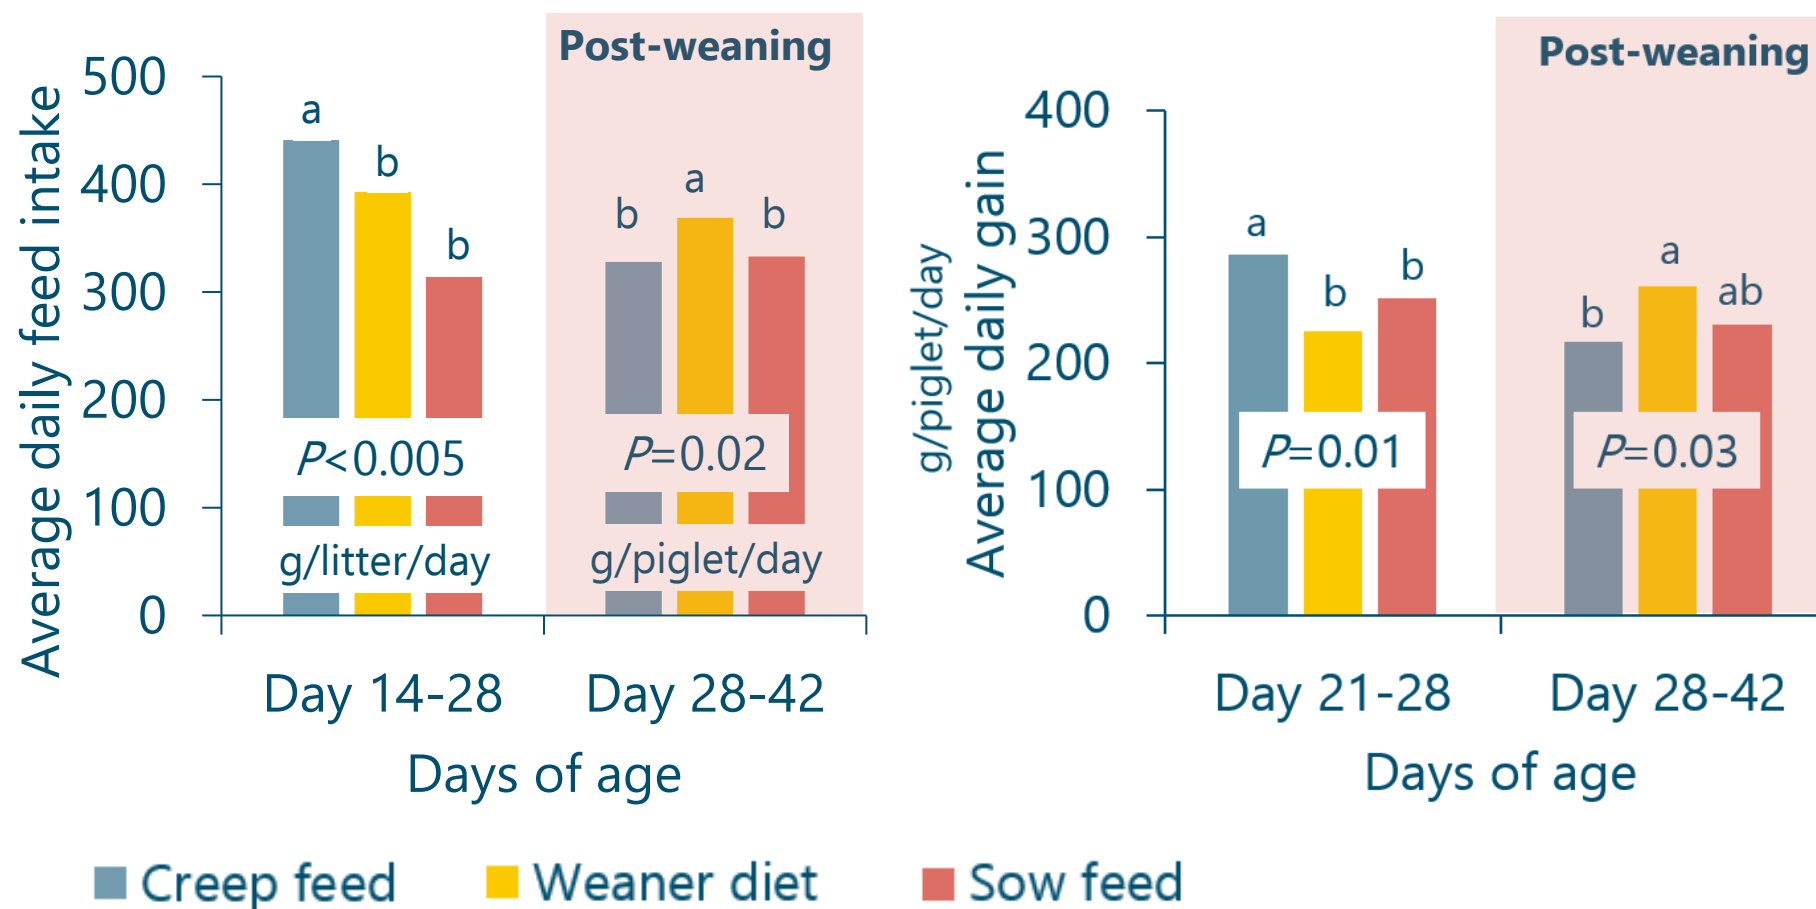 Average daily feed intake
500
400
300
200
100
0
Post-weaning
a
b
b
b
a
b
P<0.005
P=0.02
g/litter/day
g/piglet/day
Day 14-28
Day 28-42
Days of age
g/piglet/day
Average daily gain
400
300
200
100
0
Post-weaning
a
b
b
b
a
ab
P=0.01
P=0.03
Day 21-28
Day 28-42
Days of age
Creep feed
Weaner diet
Sow feed